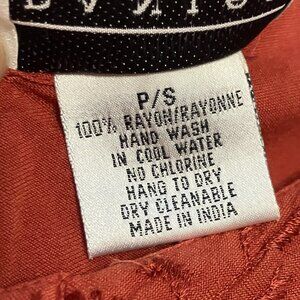 P/S
100% RAYON/RAYONNE
HAND WASH
IN COOL WATER
NO CHLORINE
HANG TO DRY
DRY CLEANABLE
MADE IN INDIA